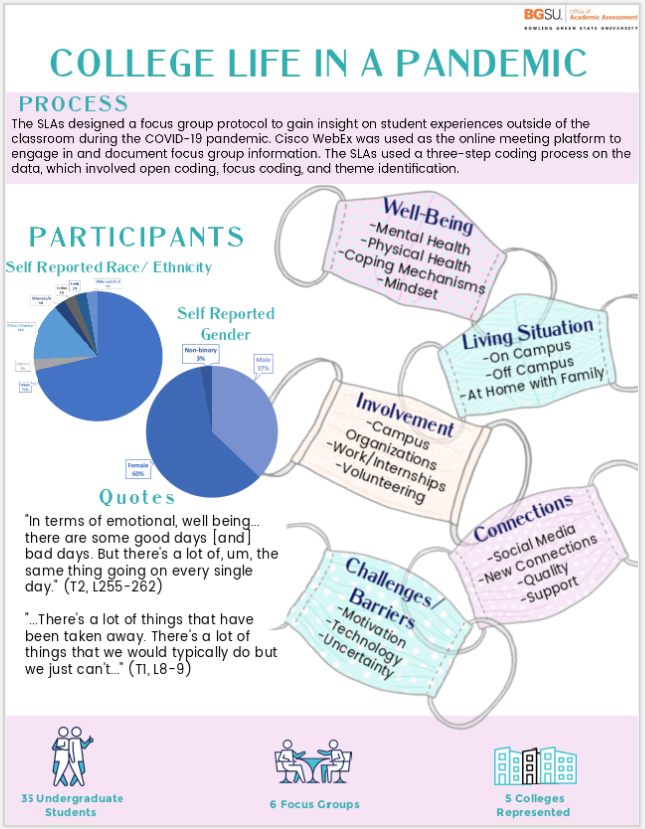 BGSU. Office of Academic Assessment
BOWLING GREEN STATE UNIVERSITY
COLLEGE LIFE IN A PANDEMIC
PROCESS
The SLAs designed a focus group protocol to gain insight on student experiences outside of the
classroom during the COVID-19 pandemic. Cisco WebEx was used as the online meeting platform to
engage in and document focus group information. The SLAs used a three-step coding process on the
data, which involved open coding, focus coding, and theme identification.
PARTICIPANTS
Self Reported Race/ Ethnicity
Self Reported
Gender
Non-binary
3%
Male
37%
Female
60%
Quotes
"In terms of emotional, well being...
there are some good days [and]
bad days. But there's a lot of, um, the
same thing going on every single
day." (T2, L255-262)
"...There's a lot of things that have
been taken away. There's a lot of
things that we would typically do but
we just can't..." (T1, L8-9)
Well-Being
-Mental Health
-Physical Health
-Coping Mechanisms
-Mindset
Living Situation
-On Campus
-Off Campus
-At Home with Family
Involvement
-Campus
Organizations
-Work/Internships
-Volunteering
Connections
-Social Media
-New Connections
-Quality
-Support
Challenges/
Barriers
-Motivation
-Technology
-Uncertainty
35 Undergraduate
Students
6 Focus Groups
5 Colleges
Represented